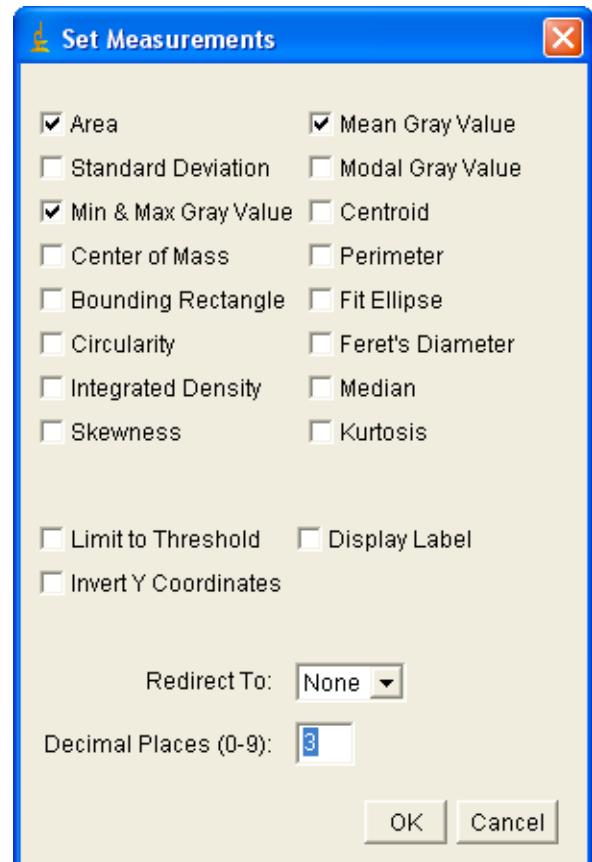 Set Measurements
Area Mean Gray Value
Standard Deviation Modal Gray Value
Min & Max Gray Value Centroid
Center of Mass Perimeter
Bounding Rectangle Fit Ellipse
Circularity Feret's Diameter
Integrated Density Median
Skewness Kurtosis
Limit to Threshold Display Label
Invert Y Coordinates
Redirect To: None
Decimal Places (0-9): 3
OK Cancel